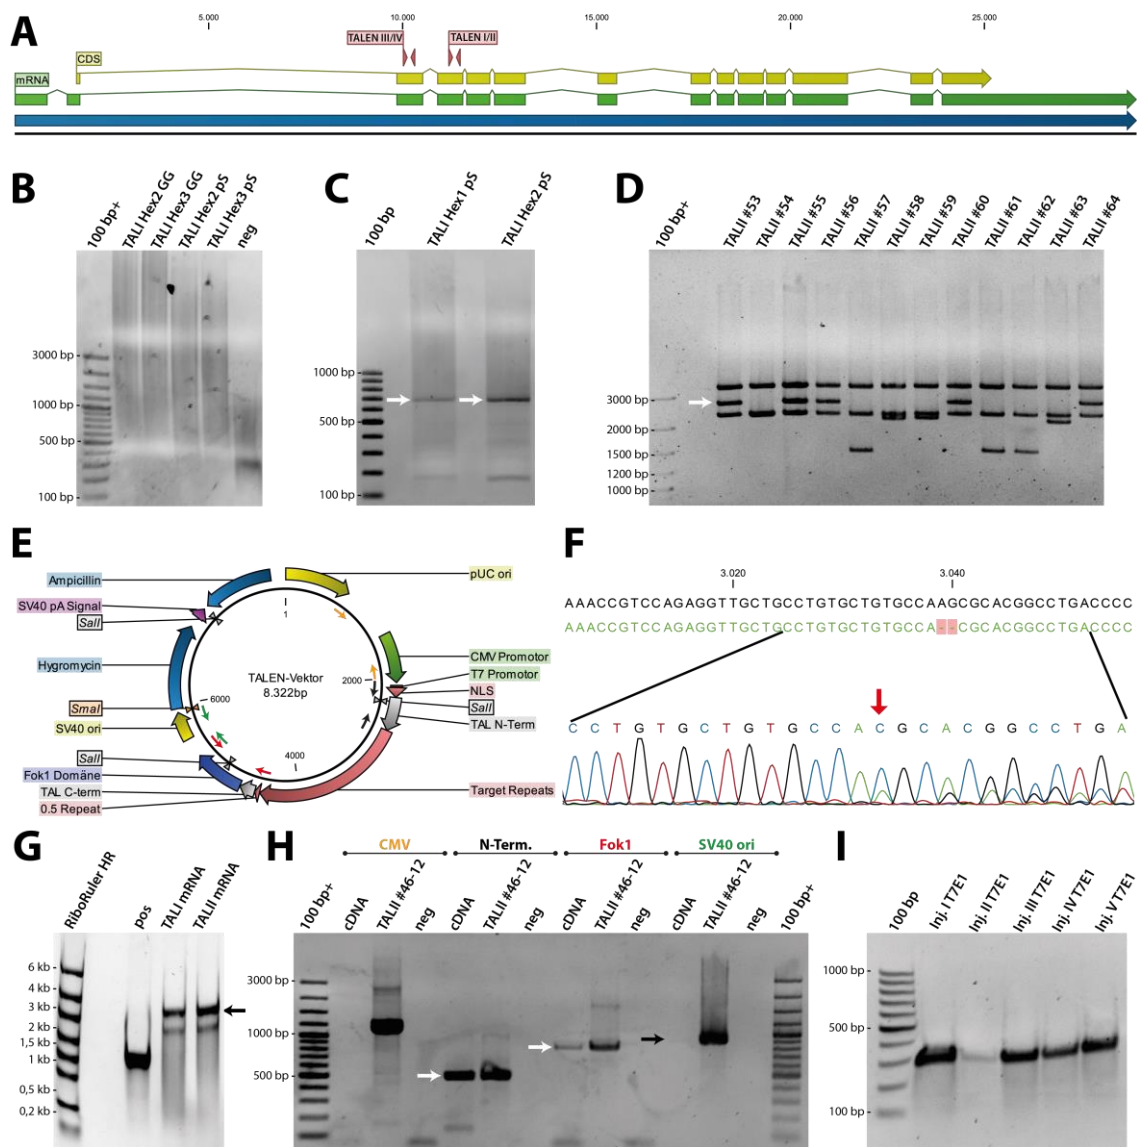 A
5.000 10.000 15.000 20.000 25.000
TALEN III/IV TALEN I/II
CDS
mRNA
B
100 bp+ TALI Hex2 GG TALI Hex3 GG TALI Hex2 pS TALI Hex3 pS neg
3000 bp
1000 bp
500 bp
100 bp
C
100 bp TALI Hex1 pS TALI Hex2 pS
1000 bp
500 bp
100 bp
D
100 bp+ TALII #53 TALII #54 TALII #55 TALII #56 TALII #57 TALII #58 TALII #59 TALII #60 TALII #61 TALII #62 TALII #63 TALII #64
3000 bp
2000 bp
1500 bp
1200 bp
1000 bp
E
Ampicillin
SV40 pA Signal
SalI
Hygromycin
SmaI
SV40 ori
SalI
Fok1 Domäne
TAL C-term
0.5 Repeat
pUC ori
CMV Promotor
T7 Promotor
NLS
SalI
TAL N-Term
Target Repeats
1
2000
4000
6000
TALEN-Vektor
8.322bp
F
3.020 3.040
AAACCGTCCAGAGGTTGCTGCCTGTGCTGTGCCAAGCGCACGGCCTGACCCC
AAACCGTCCAGAGGTTGCTGCCTGTGCTGTGCCA--CGCACGGCCTGACCCC
C C T G T G C T G T G C C A C G C A C G G C C T G A
G
RiboRuler HR pos TALI mRNA TALII mRNA
6 kb
4 kb
3 kb
2 kb
1,5 kb
1 kb
0,5 kb
0,2 kb
H
CMV N-Term. Fok1 SV40 ori
100 bp+ cDNA TALII #46-12 neg cDNA TALII #46-12 neg cDNA TALII #46-12 neg cDNA TALII #46-12 neg 100 bp+
3000 bp
1000 bp
500 bp
I
100 bp Inj. I T7E1 Inj. II T7E1 Inj. III T7E1 Inj. IV T7E1 Inj. V T7E1
1000 bp
500 bp
100 bp